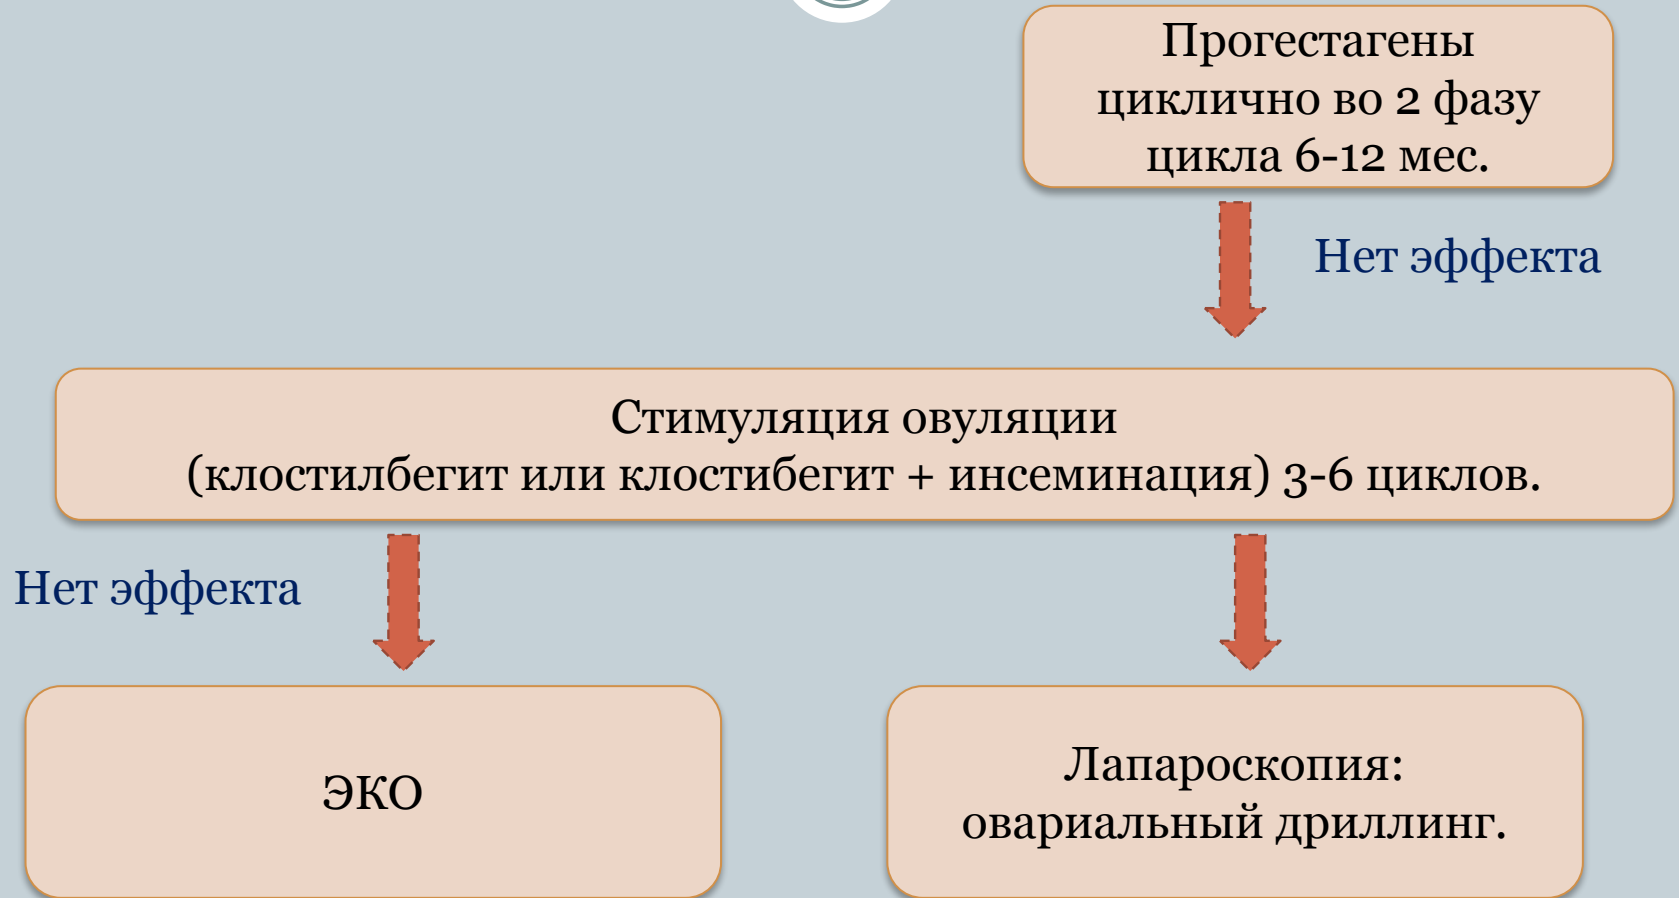 Прогестагены
циклично во 2 фазу
цикла 6-12 мес.
Нет эффекта
Стимуляция овуляции
(клостилбегит или клостибегит + инсеминация) 3-6 циклов.
Нет эффекта
ЭКО
Лапароскопия:
овариальный дриллинг.